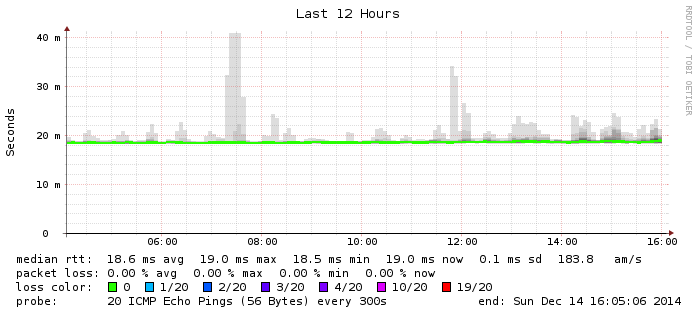 Last 12 Hours
RRDTOOL / TOBI OETIKER
Seconds
40 m
30 m
20 m
10 m
0
06:00 08:00 10:00 12:00 14:00 16:00
median rtt: 18.6 ms avg 19.0 ms max 18.5 ms min 19.0 ms now 0.1 ms sd 183.8 am/s
packet loss: 0.00 % avg 0.00 % max 0.00 % min 0.00 % now
loss color: 0 1/20 2/20 3/20 4/20 10/20 19/20
probe: 20 ICMP Echo Pings (56 Bytes) every 300s end: Sun Dec 14 16:05:06 2014